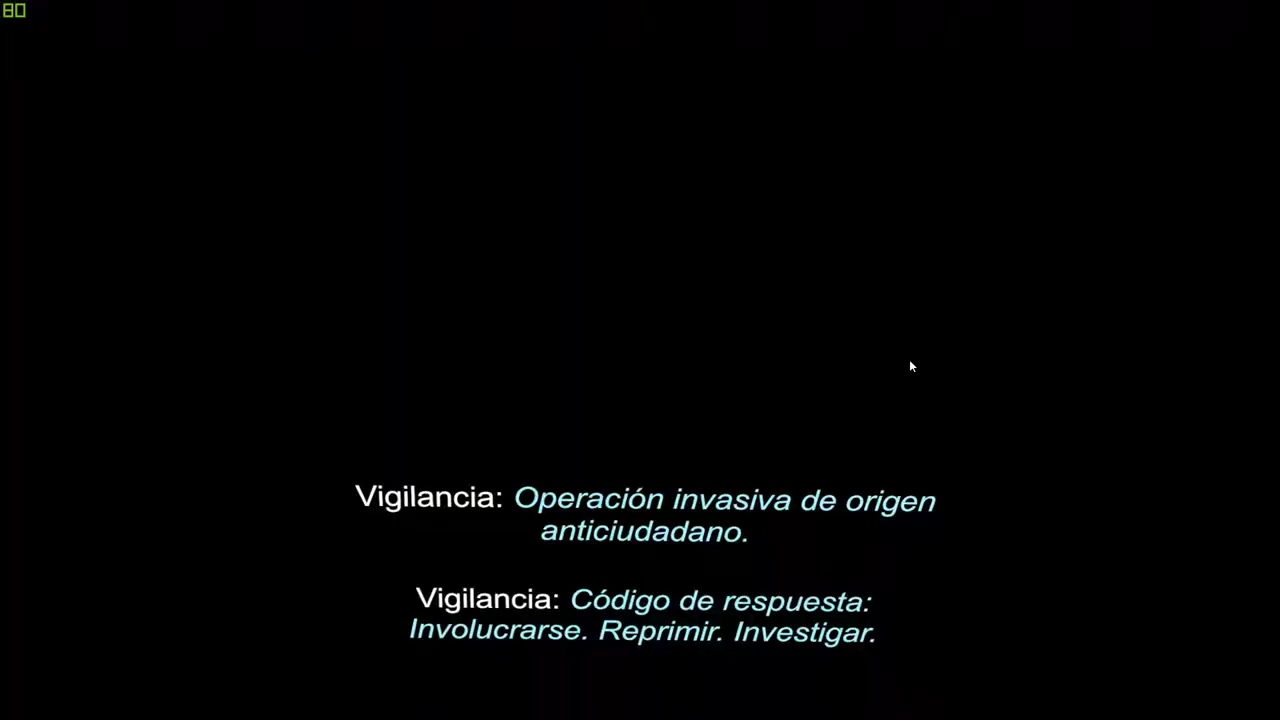 80
Vigilancia: Operación invasiva de origen
anticiudadano.
Vigilancia: Código de respuesta:
Involucrarse. Reprimir. Investigar.